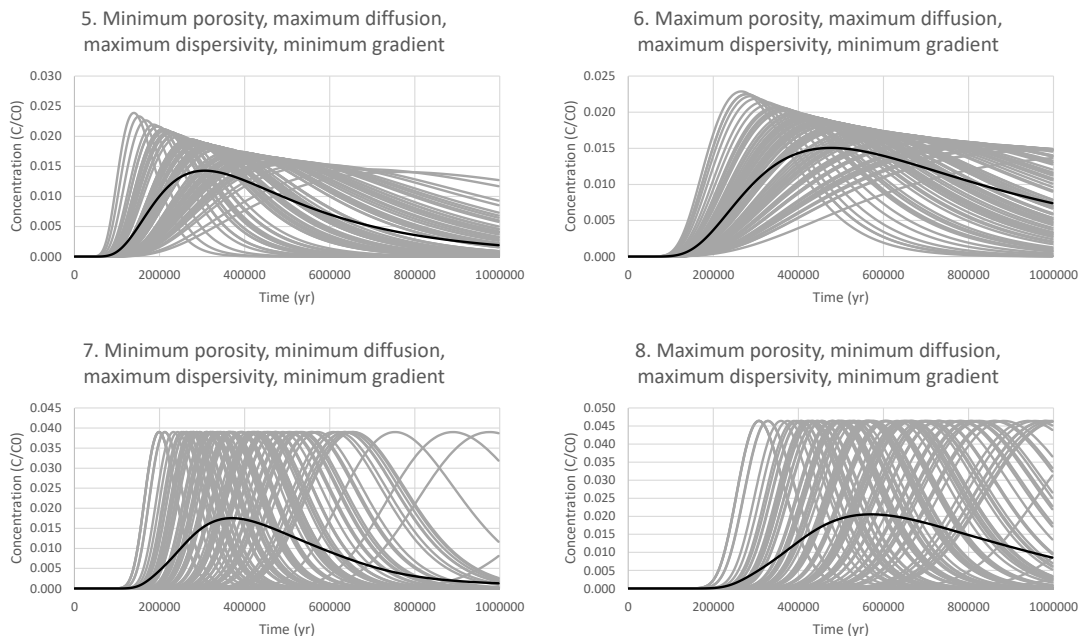 5. Minimum porosity, maximum diffusion,
maximum dispersivity, minimum gradient
Concentration (C/C0)
0.030
0.025
0.020
0.015
0.010
0.005
0.000
0 200000 400000 600000 800000 1000000
Time (yr)
6. Maximum porosity, maximum diffusion,
maximum dispersivity, minimum gradient
Concentration (C/C0)
0.025
0.020
0.015
0.010
0.005
0.000
0 200000 400000 600000 800000 1000000
Time (yr)
7. Minimum porosity, minimum diffusion,
maximum dispersivity, minimum gradient
Concentration (C/C0)
0.045
0.040
0.035
0.030
0.025
0.020
0.015
0.010
0.005
0.000
0 200000 400000 600000 800000 1000000
Time (yr)
8. Maximum porosity, minimum diffusion,
maximum dispersivity, minimum gradient
Concentration (C/C0)
0.050
0.045
0.040
0.035
0.030
0.025
0.020
0.015
0.010
0.005
0.000
0 200000 400000 600000 800000 1000000
Time (yr)